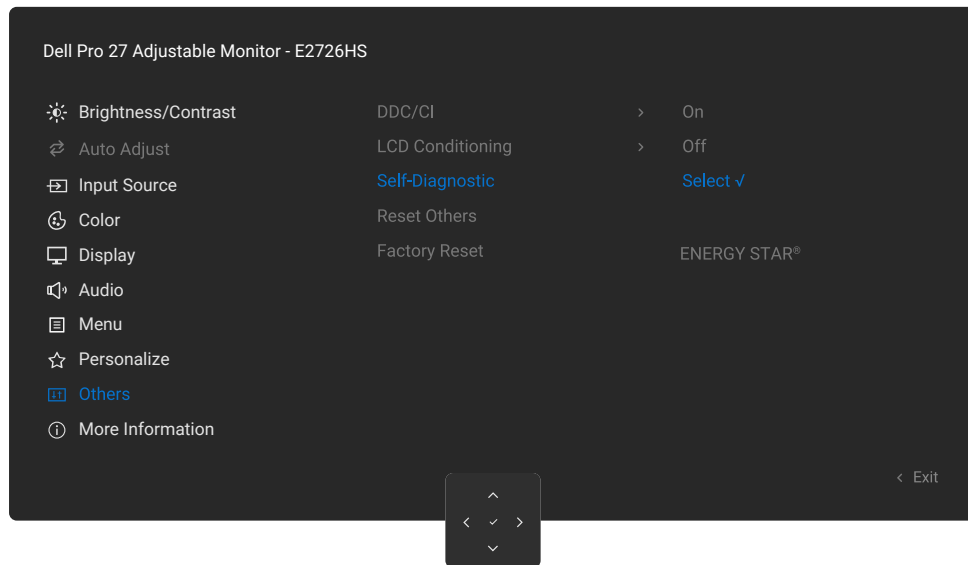 Dell Pro 27 Adjustable Monitor - E2726HS
Brightness/Contrast DDC/CI > On
Auto Adjust LCD Conditioning > Off
Input Source Self-Diagnostic Select √
Color Reset Others
Display Factory Reset ENERGY STAR®
Audio
Menu
Personalize
Others
More Information
< Exit